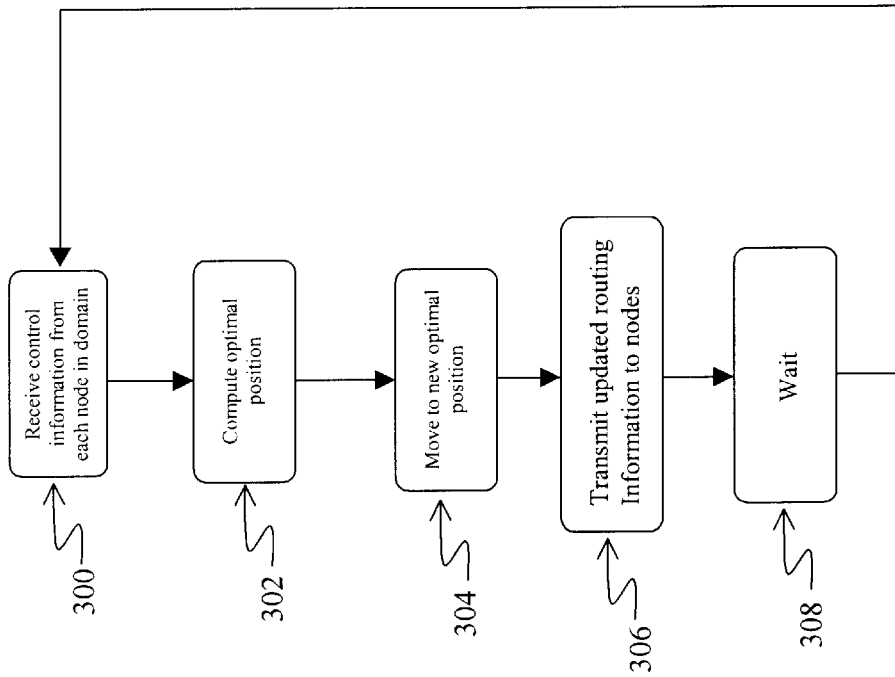 300
Receive control
information from
each node in domain
302
Compute optimal
position
304
Move to new optimal
position
306
Transmit updated routing
Information to nodes
308
Wait